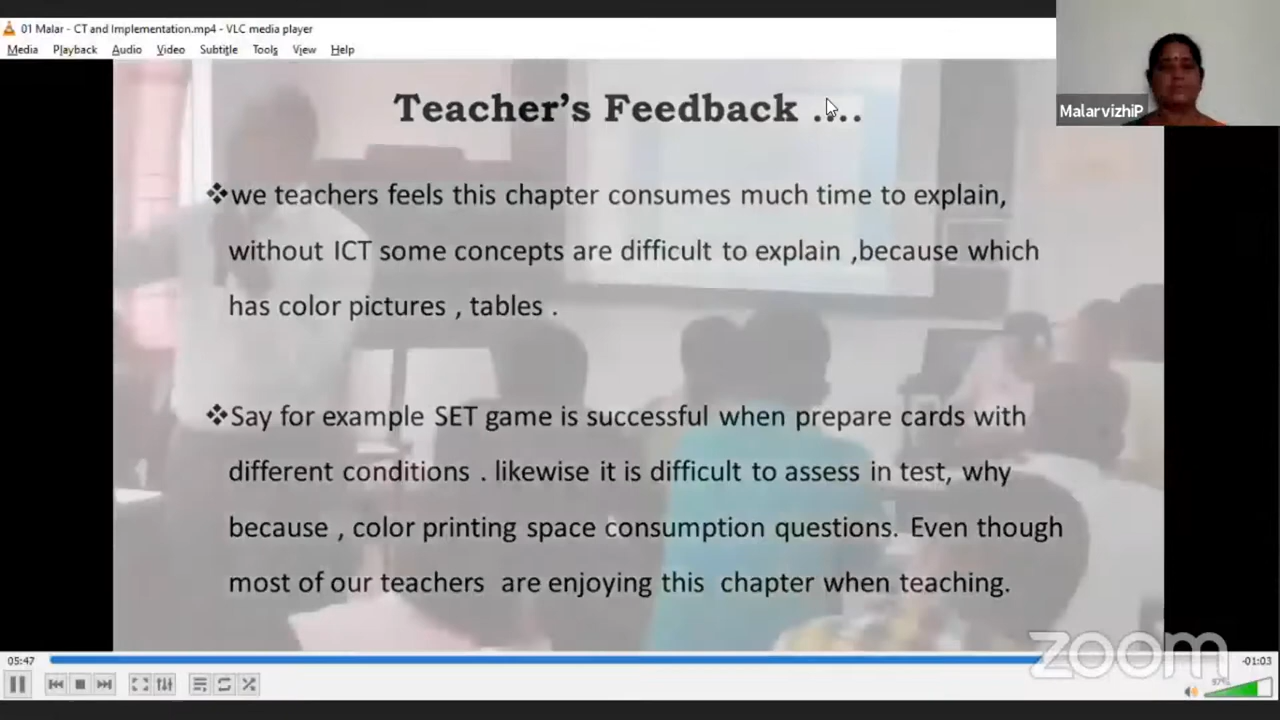 01 Malar - CT and Implementation.mp4 - VLC media player
Media Playback Audio Video Subtitle Tools View Help
MalarvizhiP
Teacher's Feedback ....
❖we teachers feels this chapter consumes much time to explain,
without ICT some concepts are difficult to explain ,because which
has color pictures , tables .
❖Say for example SET game is successful when prepare cards with
different conditions . likewise it is difficult to assess in test, why
because , color printing space consumption questions. Even though
most of our teachers are enjoying this chapter when teaching.
zoom
05:47 -01:03
97%